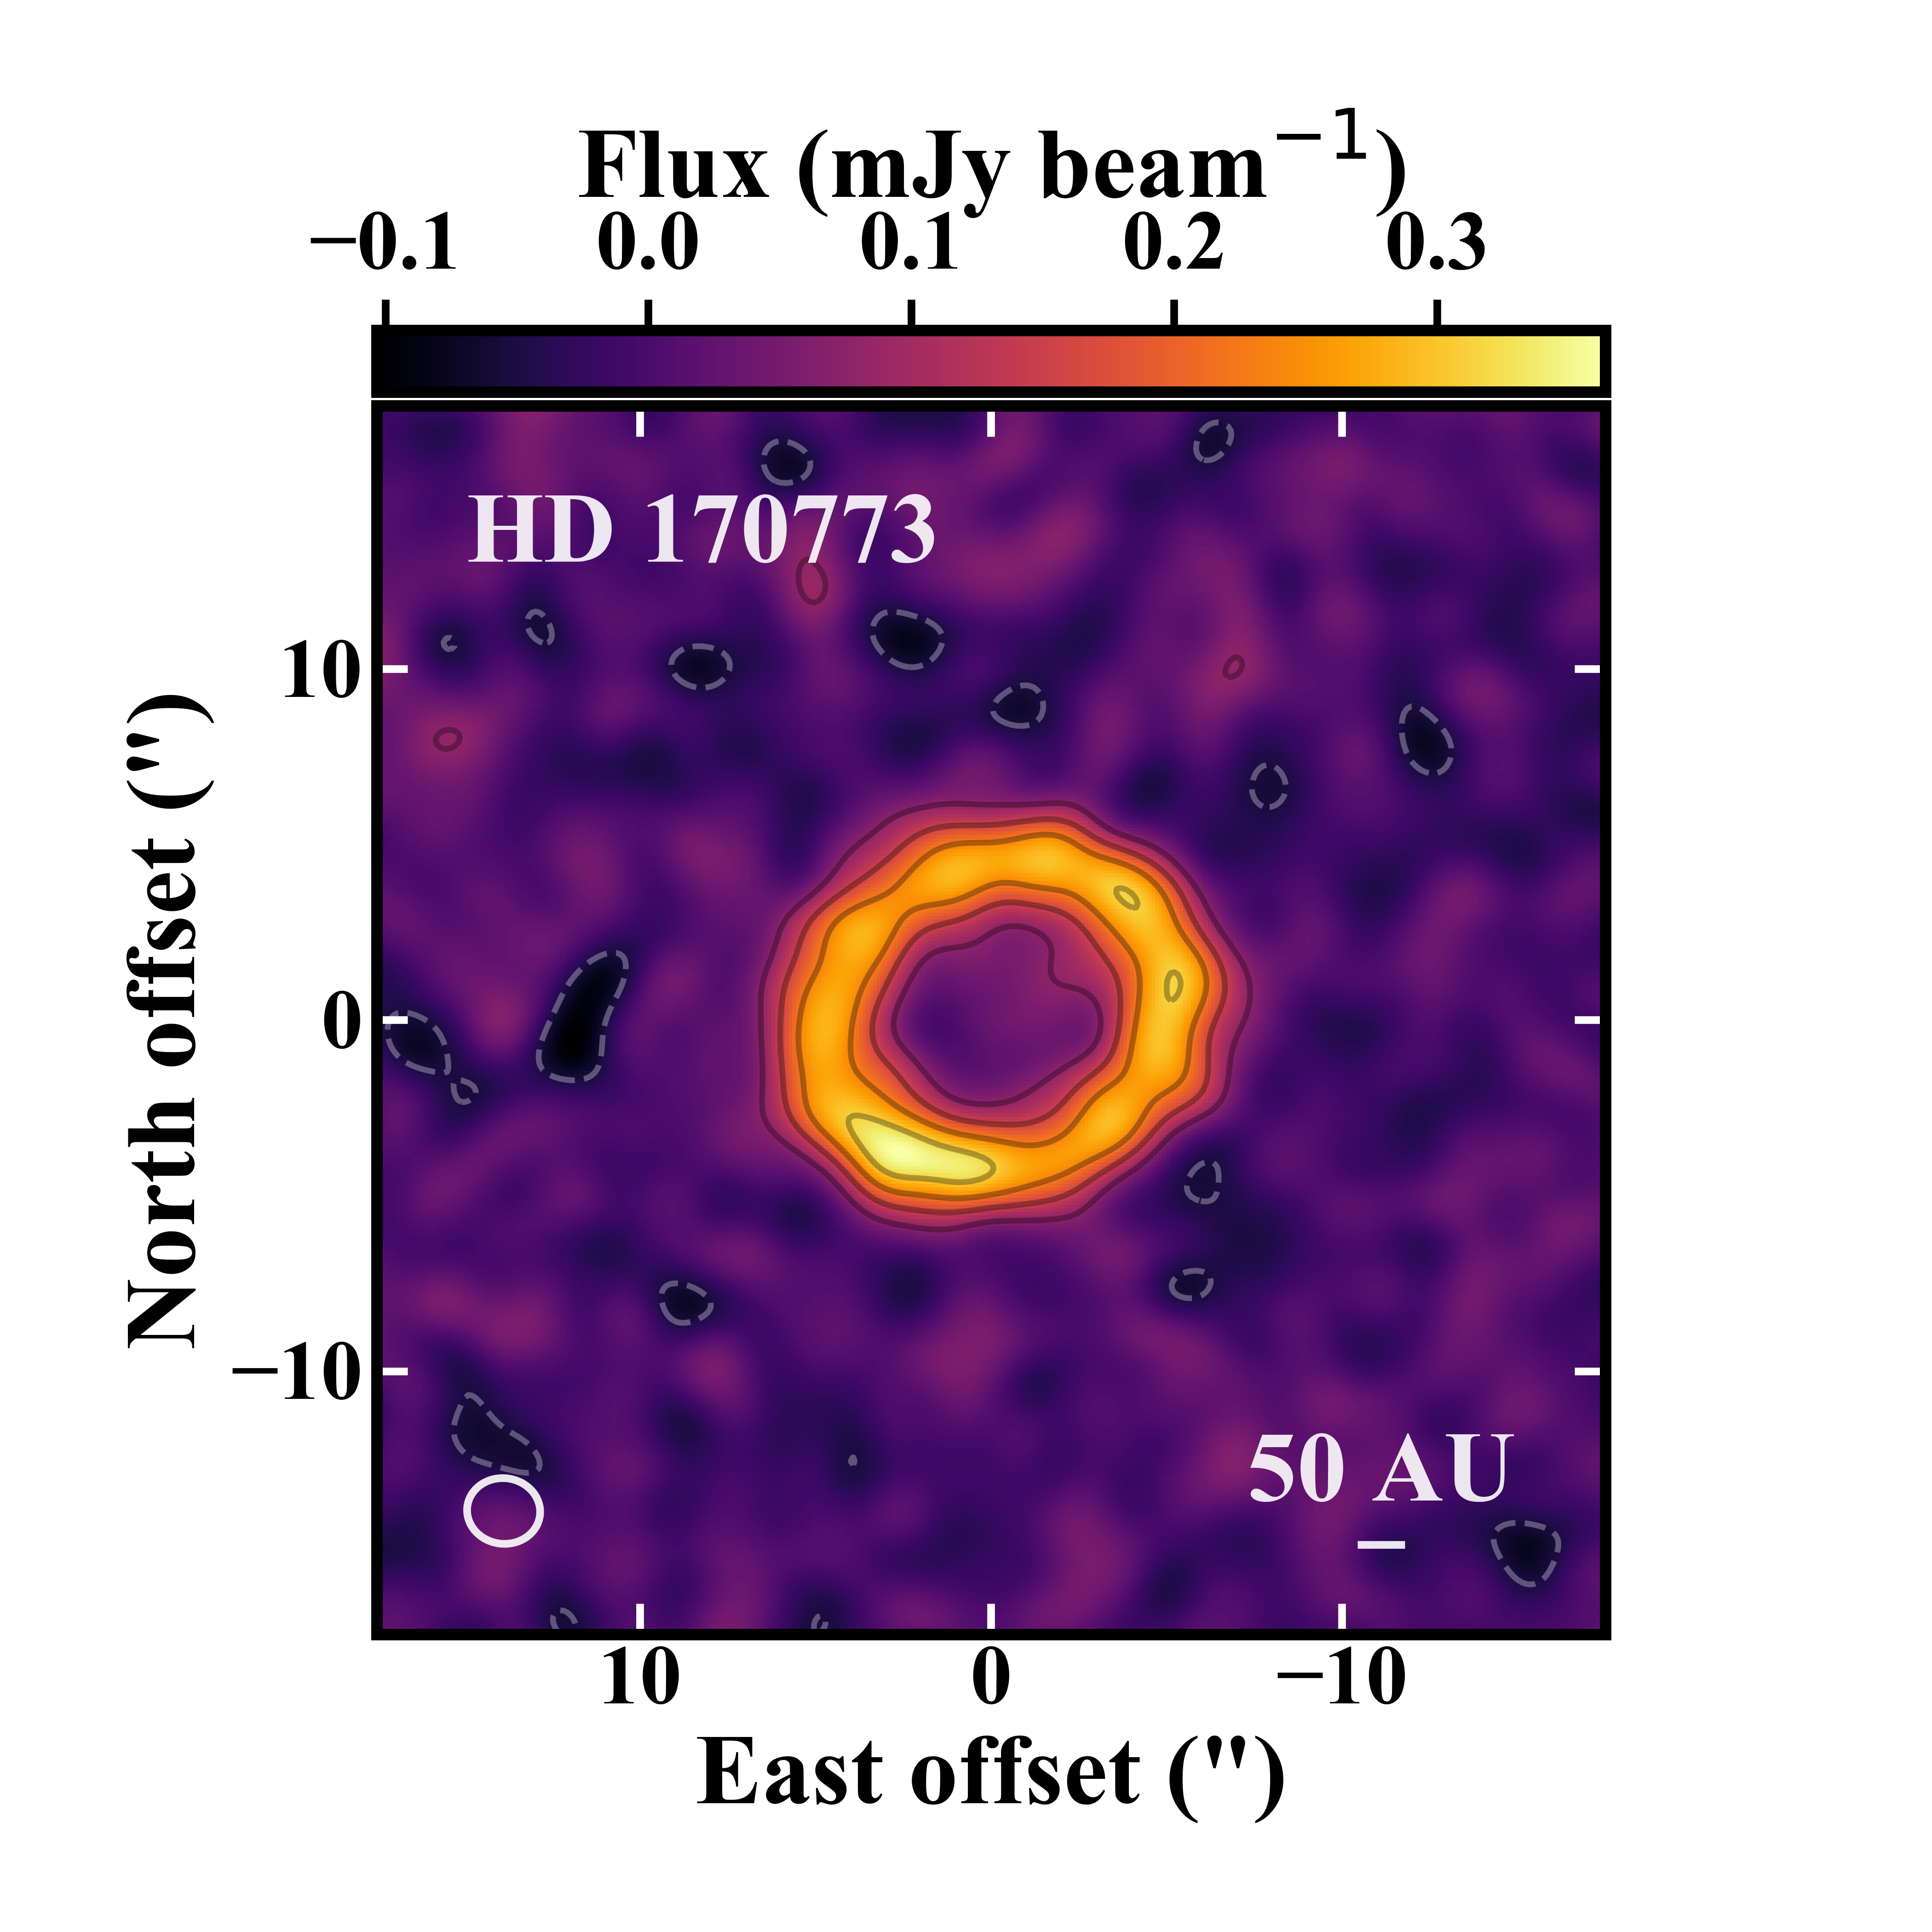 Flux (mJy beam⁻¹)
−0.1 0.0 0.1 0.2 0.3
HD 170773
10
0
−10
North offset (")
50 AU
10 0 −10
East offset (")